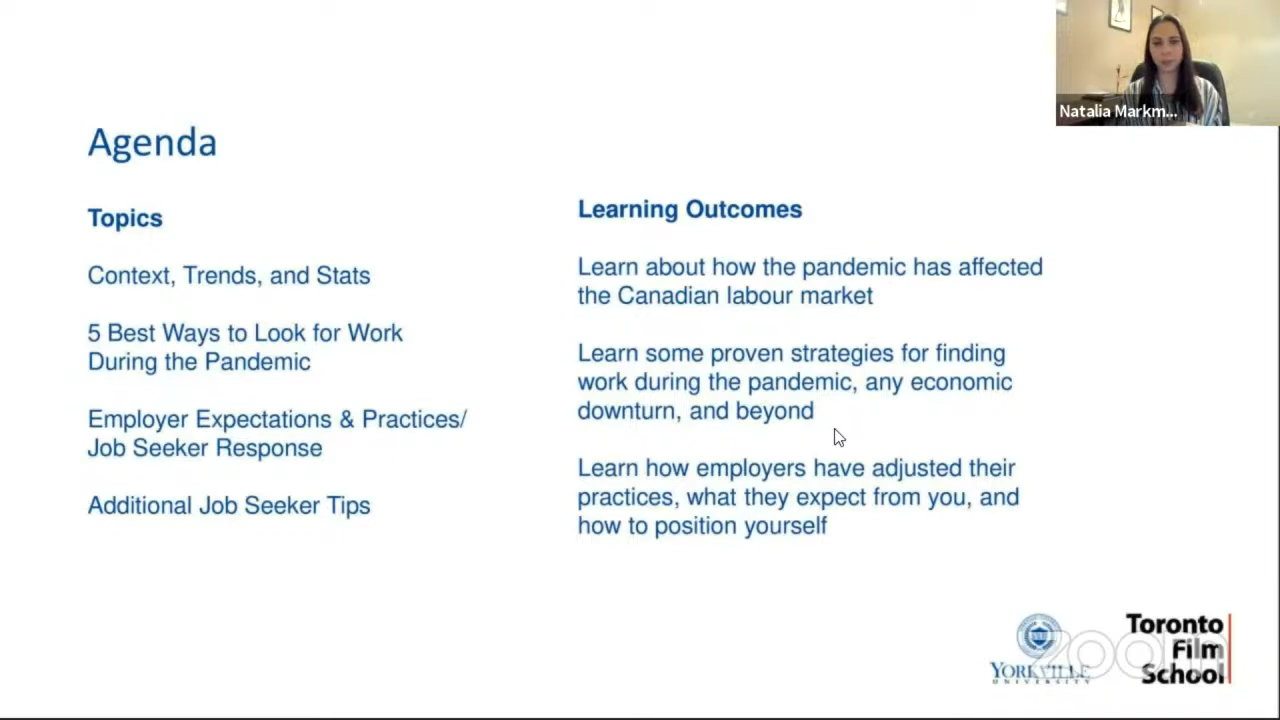 Natalia Markm...
Agenda
Topics
Context, Trends, and Stats
5 Best Ways to Look for Work
During the Pandemic
Employer Expectations & Practices/
Job Seeker Response
Additional Job Seeker Tips
Learning Outcomes
Learn about how the pandemic has affected
the Canadian labour market
Learn some proven strategies for finding
work during the pandemic, any economic
downturn, and beyond
Learn how employers have adjusted their
practices, what they expect from you, and
how to position yourself
YORKVILLE
UNIVERSITY
Toronto
Film
School
zoom